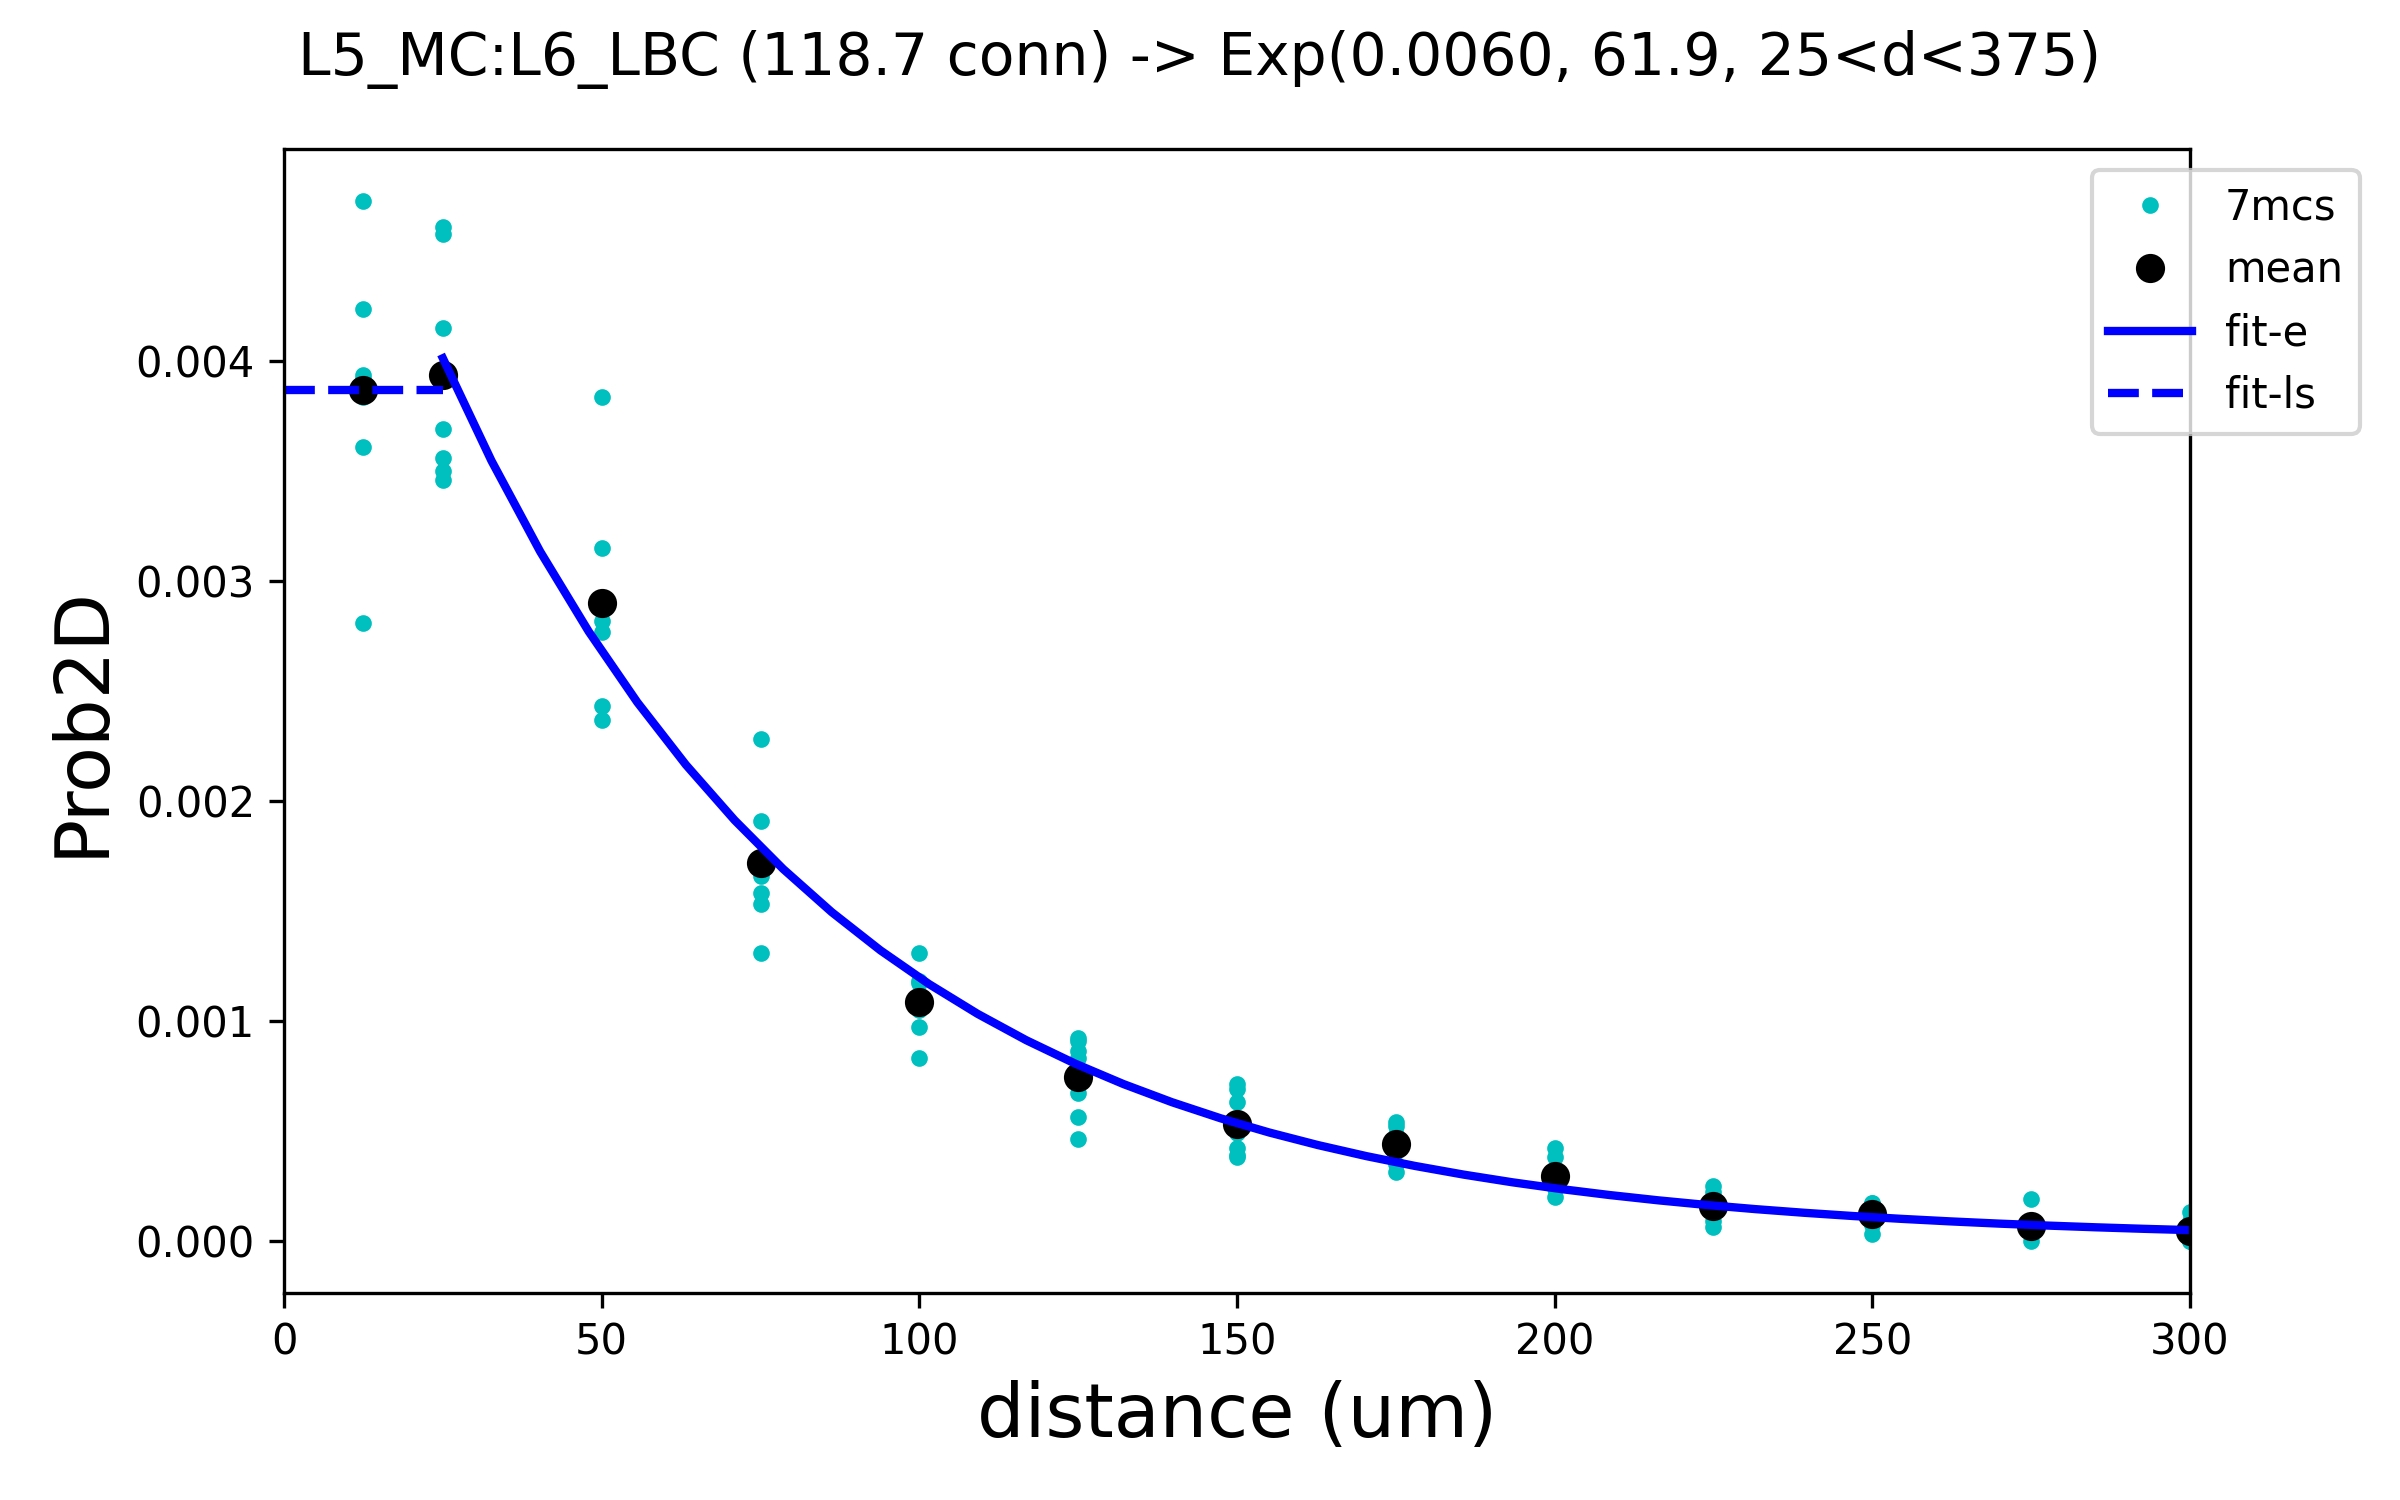 L5_MC:L6_LBC (118.7 conn) -> Exp(0.0060, 61.9, 25<d<375)
7mcs
mean
fit-e
fit-ls
Prob2D
0.004
0.003
0.002
0.001
0.000
0 50 100 150 200 250 300
distance (um)